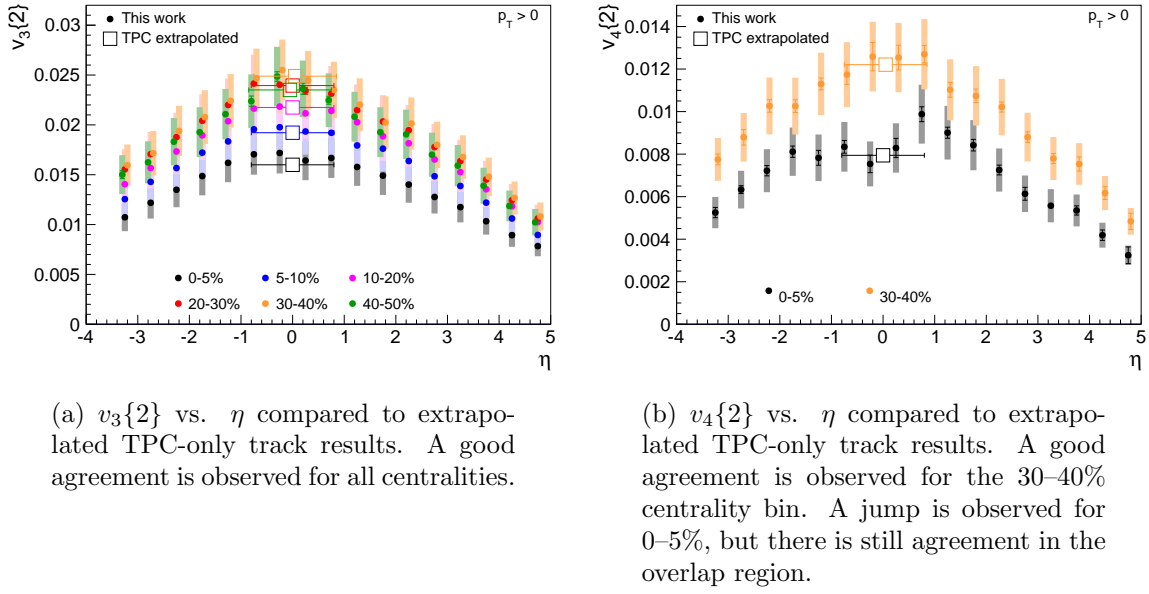 v₃{2}
0.03
0.025
0.02
0.015
0.01
0.005
0
This work
TPC extrapolated
p_T > 0
0-5%
5-10%
10-20%
20-30%
30-40%
40-50%
-4 -3 -2 -1 0 1 2 3 4 5
η
(a) v₃{2} vs. η compared to extrapo-
lated TPC-only track results. A good
agreement is observed for all centralities.
v₄{2}
0.014
0.012
0.01
0.008
0.006
0.004
0.002
0
This work
TPC extrapolated
p_T > 0
0-5%
30-40%
-4 -3 -2 -1 0 1 2 3 4 5
η
(b) v₄{2} vs. η compared to extrapo-
lated TPC-only track results. A good
agreement is observed for the 30–40%
centrality bin. A jump is observed for
0–5%, but there is still agreement in the
overlap region.